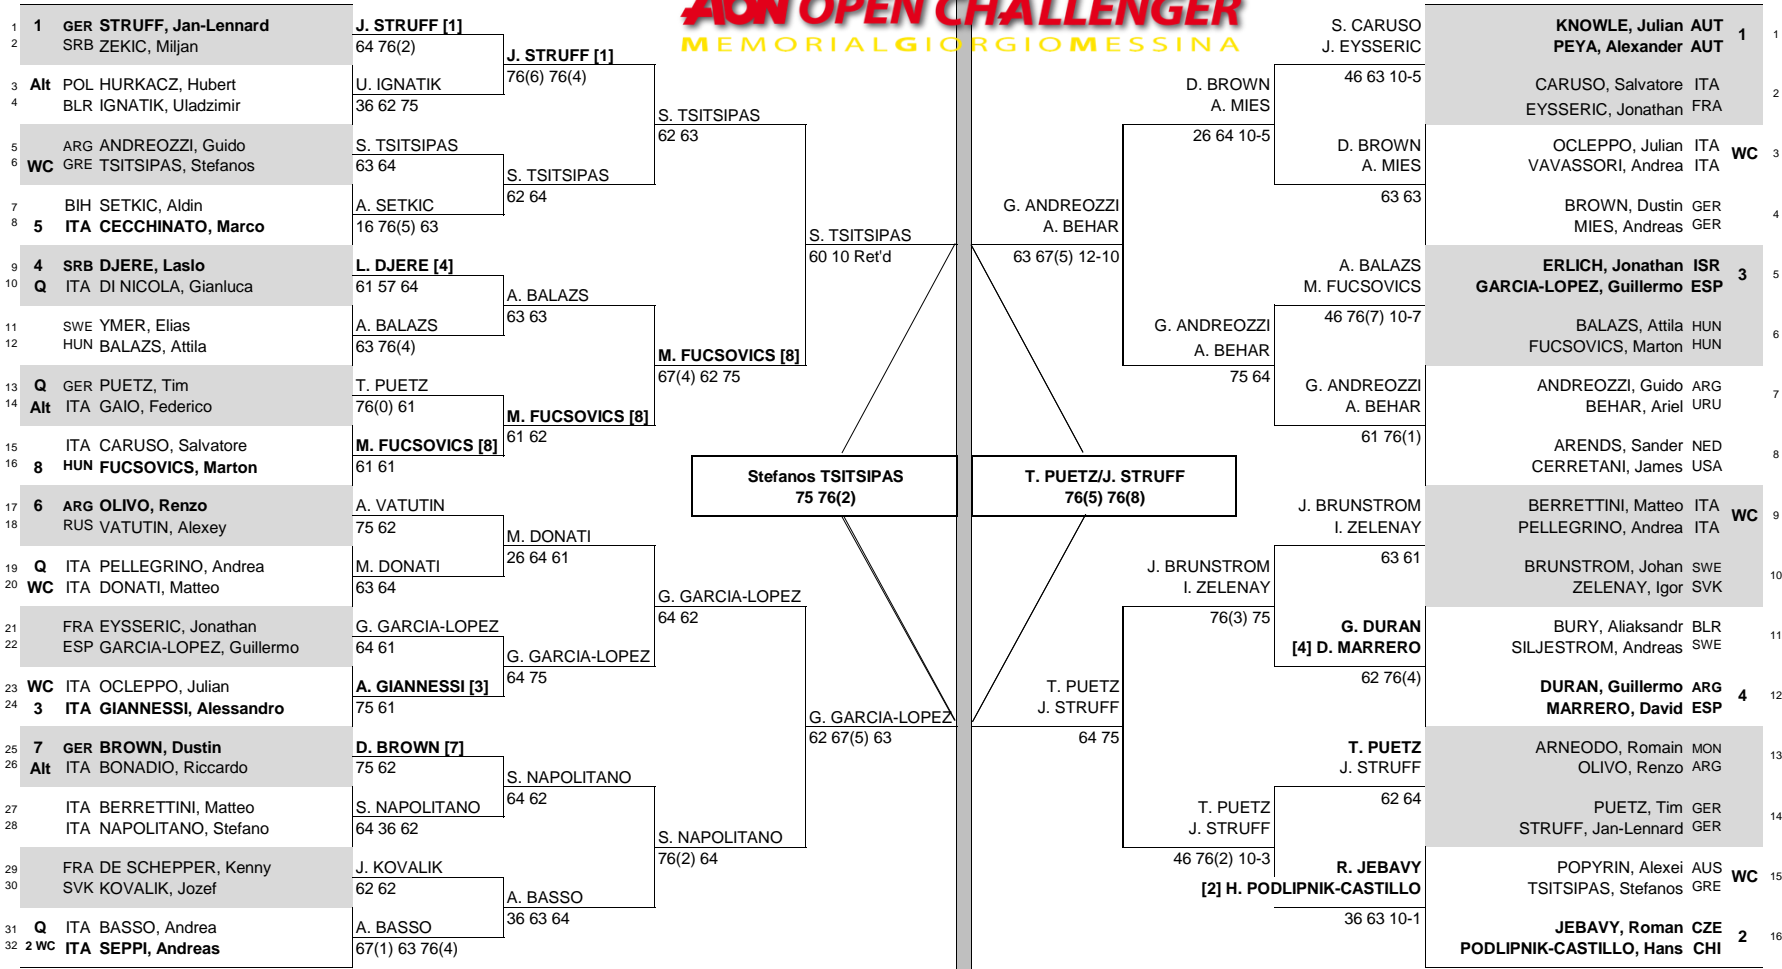 AON OPEN CHALLENGER
MEMORIALGIORGIOMESSINA
1 1 GER STRUFF, Jan-Lennard
2 SRB ZEKIC, Miljan
3 Alt POL HURKACZ, Hubert
4 BLR IGNATIK, Uladzimir
5 ARG ANDREOZZI, Guido
6 WC GRE TSITSIPAS, Stefanos
7 BIH SETKIC, Aldin
8 5 ITA CECCHINATO, Marco
9 4 SRB DJERE, Laslo
10 Q ITA DI NICOLA, Gianluca
11 SWE YMER, Elias
12 HUN BALAZS, Attila
13 Q GER PUETZ, Tim
14 Alt ITA GAIO, Federico
15 ITA CARUSO, Salvatore
16 8 HUN FUCSOVICS, Marton
17 6 ARG OLIVO, Renzo
18 RUS VATUTIN, Alexey
19 Q ITA PELLEGRINO, Andrea
20 WC ITA DONATI, Matteo
21 FRA EYSSERIC, Jonathan
22 ESP GARCIA-LOPEZ, Guillermo
23 WC ITA OCLEPPO, Julian
24 3 ITA GIANNESSI, Alessandro
25 7 GER BROWN, Dustin
26 Alt ITA BONADIO, Riccardo
27 ITA BERRETTINI, Matteo
28 ITA NAPOLITANO, Stefano
29 FRA DE SCHEPPER, Kenny
30 SVK KOVALIK, Jozef
31 Q ITA BASSO, Andrea
32 2 WC ITA SEPPI, Andreas
J. STRUFF [1]
64 76(2)
U. IGNATIK
36 62 75
S. TSITSIPAS
63 64
A. SETKIC
16 76(5) 63
L. DJERE [4]
61 57 64
A. BALAZS
63 76(4)
T. PUETZ
76(0) 61
M. FUCSOVICS [8]
61 61
A. VATUTIN
75 62
M. DONATI
63 64
G. GARCIA-LOPEZ
64 61
A. GIANNESSI [3]
75 61
D. BROWN [7]
75 62
S. NAPOLITANO
64 36 62
J. KOVALIK
62 62
A. BASSO
67(1) 63 76(4)
J. STRUFF [1]
76(6) 76(4)
S. TSITSIPAS
62 64
A. BALAZS
63 63
M. FUCSOVICS [8]
61 62
M. DONATI
26 64 61
G. GARCIA-LOPEZ
64 75
S. NAPOLITANO
64 62
A. BASSO
36 63 64
S. TSITSIPAS
62 63
M. FUCSOVICS [8]
67(4) 62 75
G. GARCIA-LOPEZ
64 62
S. NAPOLITANO
76(2) 64
S. TSITSIPAS
60 10 Ret'd
G. GARCIA-LOPEZ
62 67(5) 63
Stefanos TSITSIPAS
75 76(2)
T. PUETZ/J. STRUFF
76(5) 76(8)
G. ANDREOZZI
A. BEHAR
63 67(5) 12-10
T. PUETZ
J. STRUFF
64 75
D. BROWN
A. MIES
26 64 10-5
G. ANDREOZZI
A. BEHAR
75 64
J. BRUNSTROM
I. ZELENAY
76(3) 75
T. PUETZ
J. STRUFF
46 76(2) 10-3
S. CARUSO
J. EYSSERIC
46 63 10-5
D. BROWN
A. MIES
63 63
A. BALAZS
M. FUCSOVICS
46 76(7) 10-7
G. ANDREOZZI
A. BEHAR
61 76(1)
J. BRUNSTROM
I. ZELENAY
63 61
G. DURAN
[4] D. MARRERO
62 76(4)
T. PUETZ
J. STRUFF
62 64
R. JEBAVY
[2] H. PODLIPNIK-CASTILLO
36 63 10-1
KNOWLE, Julian AUT
1 1
PEYA, Alexander AUT
CARUSO, Salvatore ITA
2
EYSSERIC, Jonathan FRA
OCLEPPO, Julian ITA
WC 3
VAVASSORI, Andrea ITA
BROWN, Dustin GER
4
MIES, Andreas GER
ERLICH, Jonathan ISR
3 5
GARCIA-LOPEZ, Guillermo ESP
BALAZS, Attila HUN
6
FUCSOVICS, Marton HUN
ANDREOZZI, Guido ARG
7
BEHAR, Ariel URU
ARENDS, Sander NED
8
CERRETANI, James USA
BERRETTINI, Matteo ITA
WC 9
PELLEGRINO, Andrea ITA
BRUNSTROM, Johan SWE
10
ZELENAY, Igor SVK
BURY, Aliaksandr BLR
11
SILJESTROM, Andreas SWE
DURAN, Guillermo ARG
4 12
MARRERO, David ESP
ARNEODO, Romain MON
13
OLIVO, Renzo ARG
PUETZ, Tim GER
14
STRUFF, Jan-Lennard GER
POPYRIN, Alexei AUS
WC 15
TSITSIPAS, Stefanos GRE
JEBAVY, Roman CZE
2 16
PODLIPNIK-CASTILLO, Hans CHI